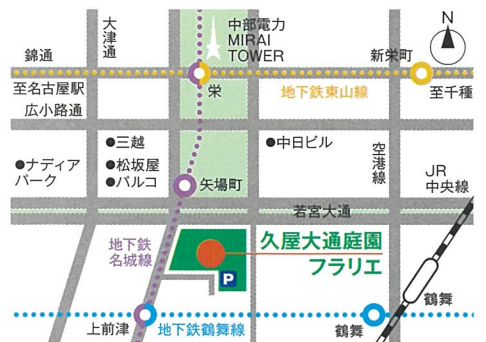 大津通
中部電力
MIRAI
TOWER
N
錦通
新栄町
至名古屋駅
栄
地下鉄東山線
至千種
広小路通
三越
中日ビル
空港線
ナディア
パーク
松坂屋
パルコ
JR
中央線
矢場町
若宮大通
地下鉄
名城線
久屋大通庭園
フラリエ
P
鶴舞
上前津
地下鉄鶴舞線
鶴舞